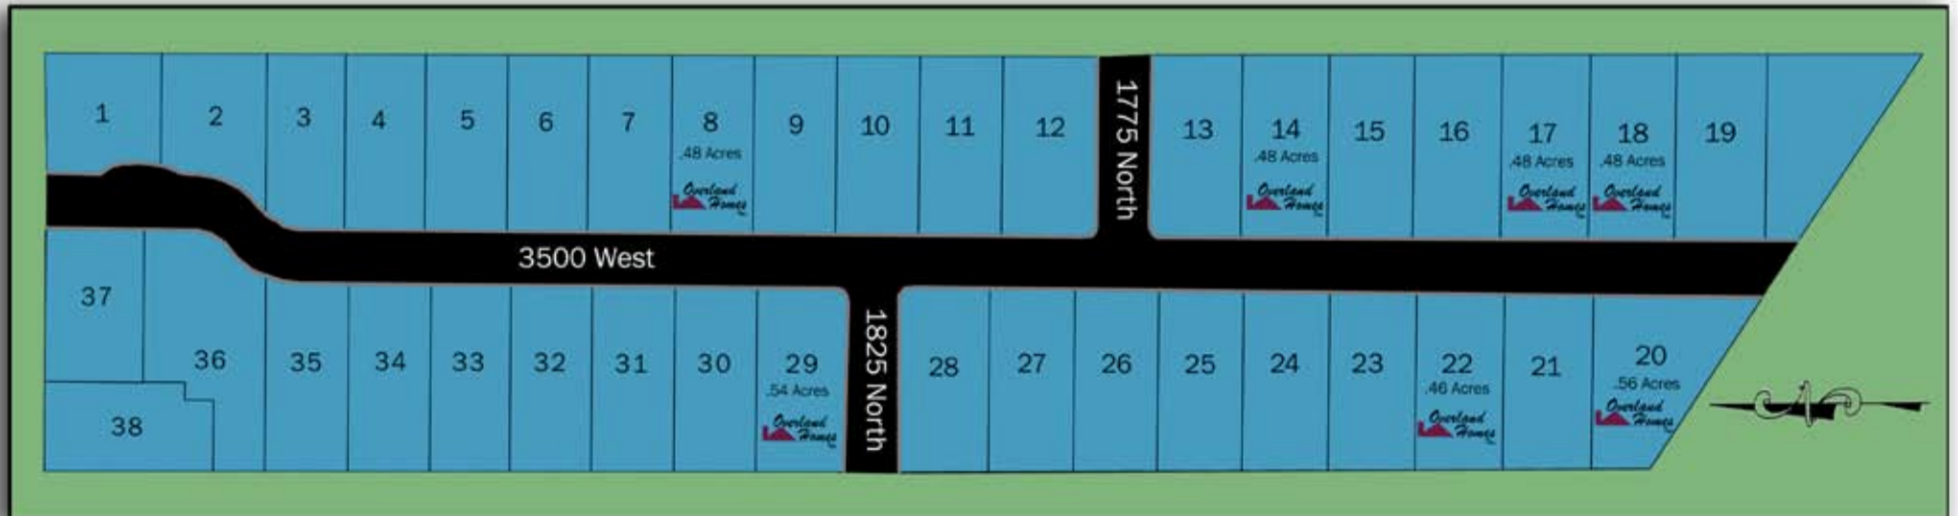 1
2
3
4
5
6
7
8
.48 Acres
Overland
Homes
9
10
11
12
1775 North
13
14
.48 Acres
Overland
Homes
15
16
17
.48 Acres
Overland
Homes
18
.48 Acres
Overland
Homes
19
3500 West
37
36
35
34
33
32
31
30
29
.54 Acres
Overland
Homes
1825 North
28
27
26
25
24
23
22
.46 Acres
Overland
Homes
21
20
.56 Acres
Overland
Homes
38
N